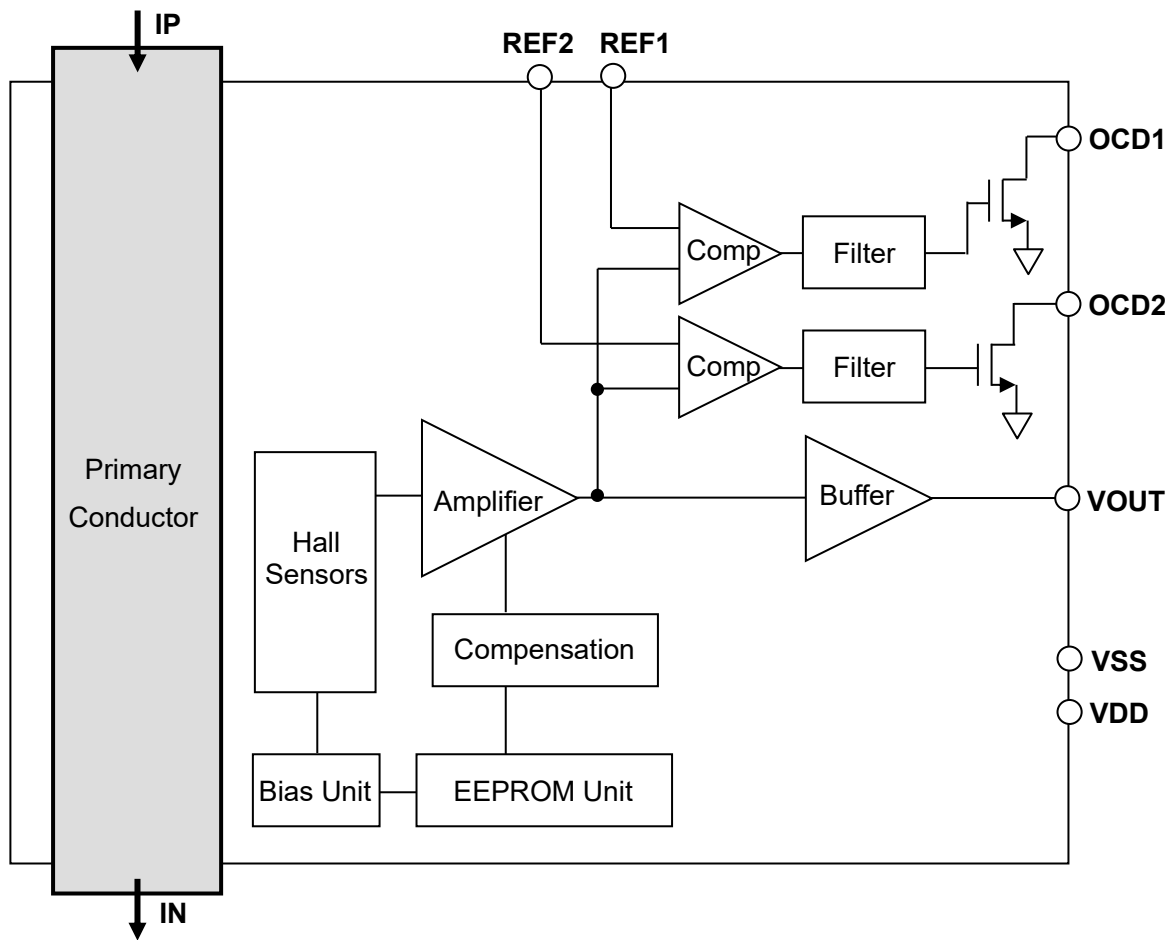 IP
REF2
REF1
OCD1
Comp
Filter
OCD2
Comp
Filter
Primary
Conductor
Hall
Sensors
Amplifier
Buffer
VOUT
Compensation
VSS
VDD
Bias Unit
EEPROM Unit
IN